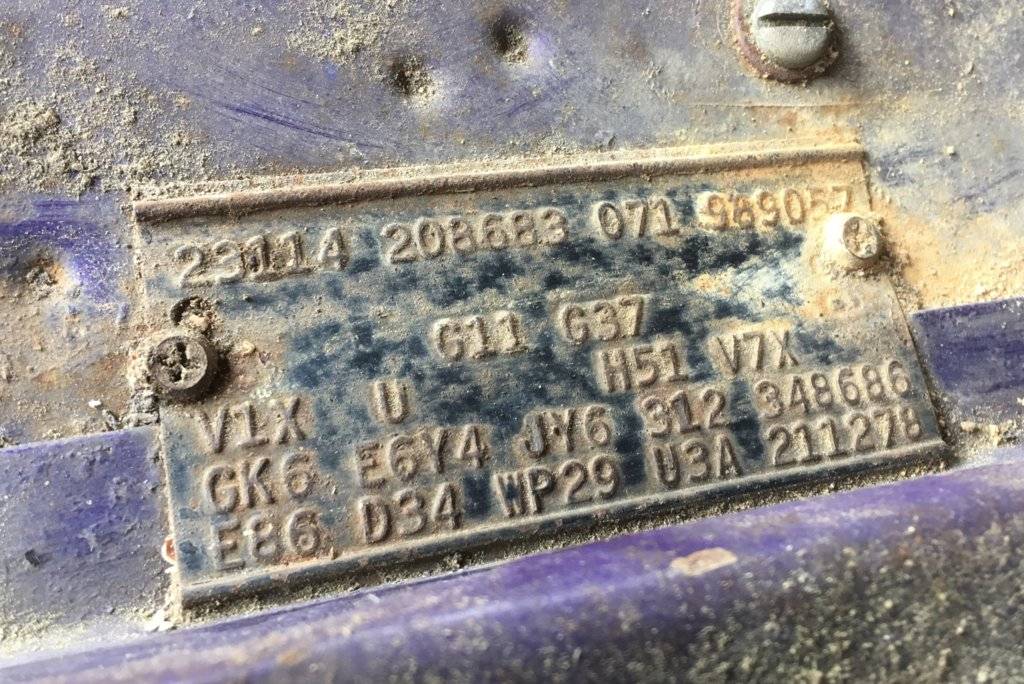 23114 208683 071 989057
G11 G37
V1X U H51 V7X
GK6 E6Y4 JY6 312 348686
E86 D34 WP29 U3A 211278